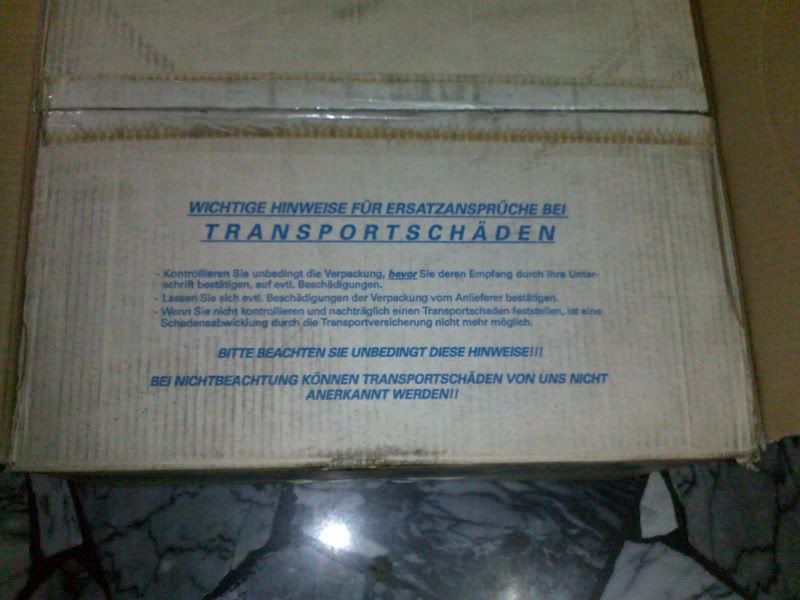 WICHTIGE HINWEISE FÜR ERSATZANSPRÜCHE BEI
TRANSPORTSCHÄDEN
- Kontrollieren Sie unbedingt die Verpackung, bevor Sie deren Empfang durch Ihre Unter-
schrift bestätigen, auf evtl. Beschädigungen.
- Lassen Sie sich evtl. Beschädigungen der Verpackung vom Anlieferer bestätigen.
- Wenn Sie nicht kontrollieren und nachträglich einen Transportschaden feststellen, ist eine
Schadensabwicklung durch die Transportversicherung nicht mehr möglich.
BITTE BEACHTEN SIE UNBEDINGT DIESE HINWEISE!!!
BEI NICHTBEACHTUNG KÖNNEN TRANSPORTSCHÄDEN VON UNS NICHT
ANERKANNT WERDEN!!